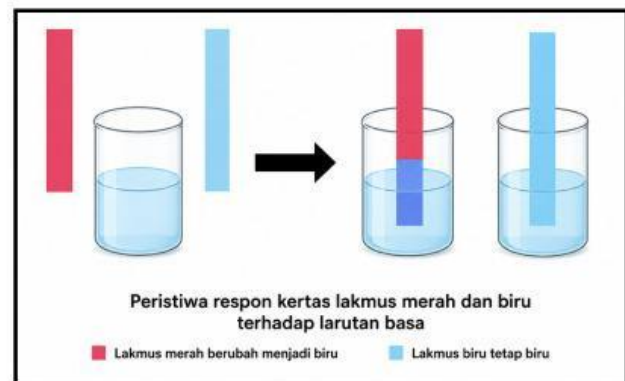 Peristiwa respon kertas lakmus merah dan biru
terhadap larutan basa
Lakmus merah berubah menjadi biru
Lakmus biru tetap biru